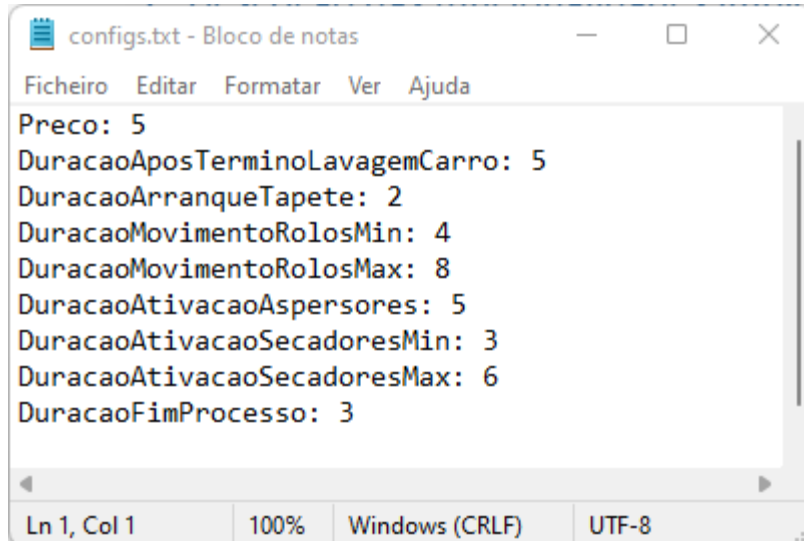 configs.txt - Bloco de notas
Ficheiro Editar Formatar Ver Ajuda
Preco: 5
DuracaoAposTerminoLavagemCarro: 5
DuracaoArranqueTapete: 2
DuracaoMovimentoRolosMin: 4
DuracaoMovimentoRolosMax: 8
DuracaoAtivacaoAspersores: 5
DuracaoAtivacaoSecadoresMin: 3
DuracaoAtivacaoSecadoresMax: 6
DuracaoFimProcesso: 3
Ln 1, Col 1 100% Windows (CRLF) UTF-8